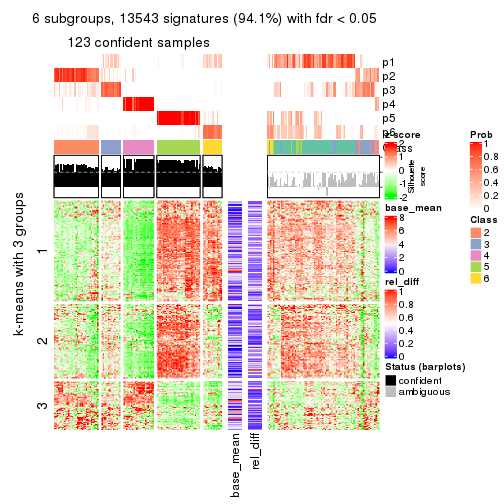 6 subgroups, 13543 signatures (94.1%) with fdr < 0.05
123 confident samples
p1
p2
p3
p4
p5
p6
Class
z score
2
1
0
-1
-2
Silhouette
score
k-means with 3 groups
1
2
3
base_mean
rel_diff
base_mean
8
6
4
2
0
rel_diff
1
0.8
0.6
0.4
0.2
0
Status (barplots)
confident
ambiguous
Prob
1
0.8
0.6
0.4
0.2
0
Class
2
3
4
5
6